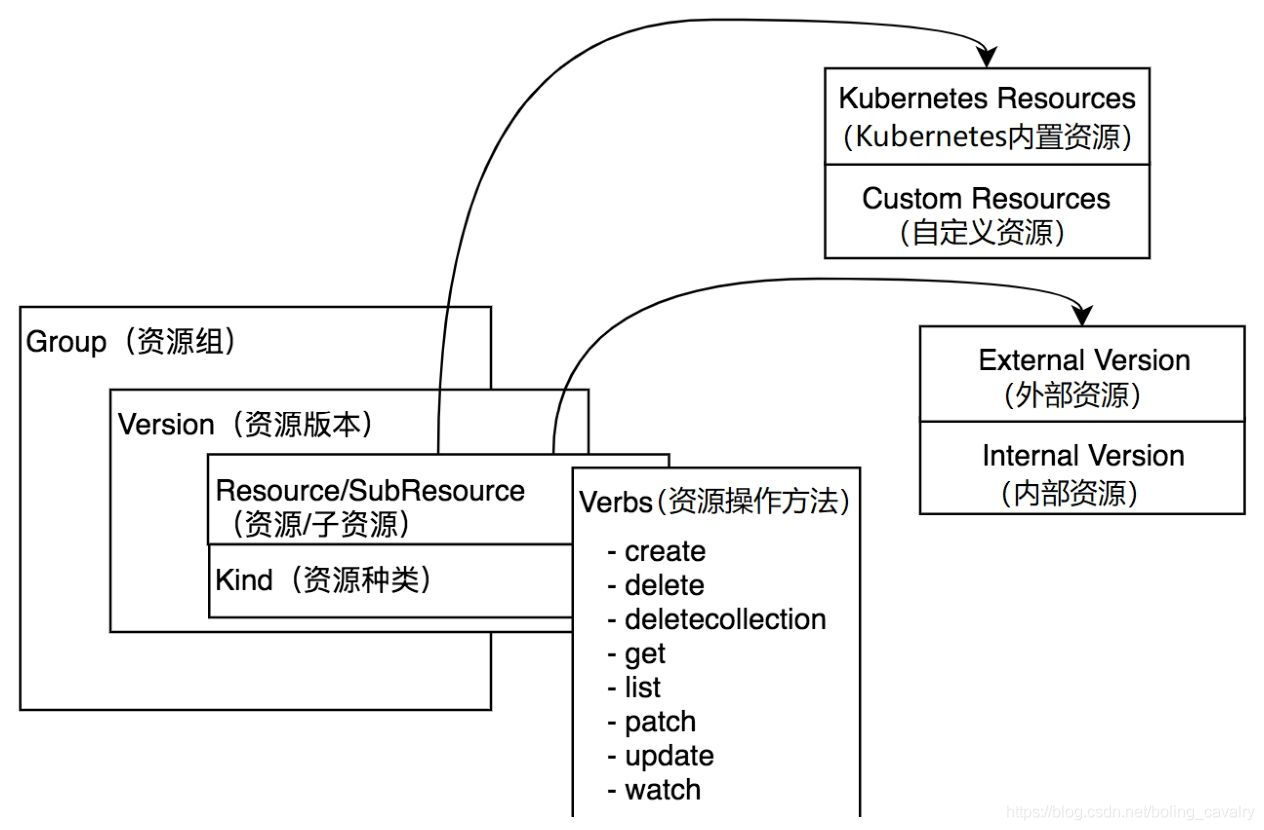 Kubernetes Resources
（Kubernetes内置资源）
Custom Resources
（自定义资源）
External Version
（外部资源）
Internal Version
（内部资源）
Group（资源组）
Version（资源版本）
Resource/SubResource
（资源/子资源）
Kind（资源种类）
Verbs（资源操作方法）
- create
- delete
- deletecollection
- get
- list
- patch
- update
- watch
https://blog.csdn.net/boling_cavalry